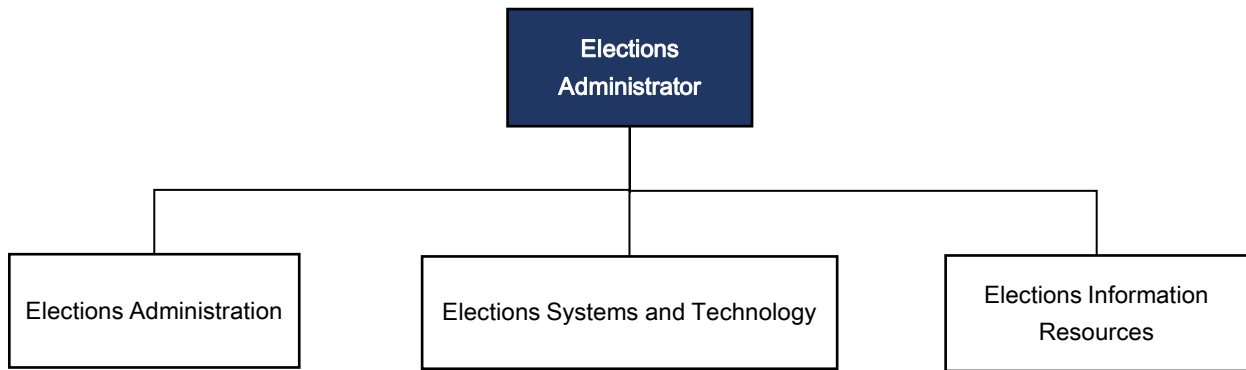 Elections
Administrator
Elections Administration
Elections Systems and Technology
Elections Information
Resources